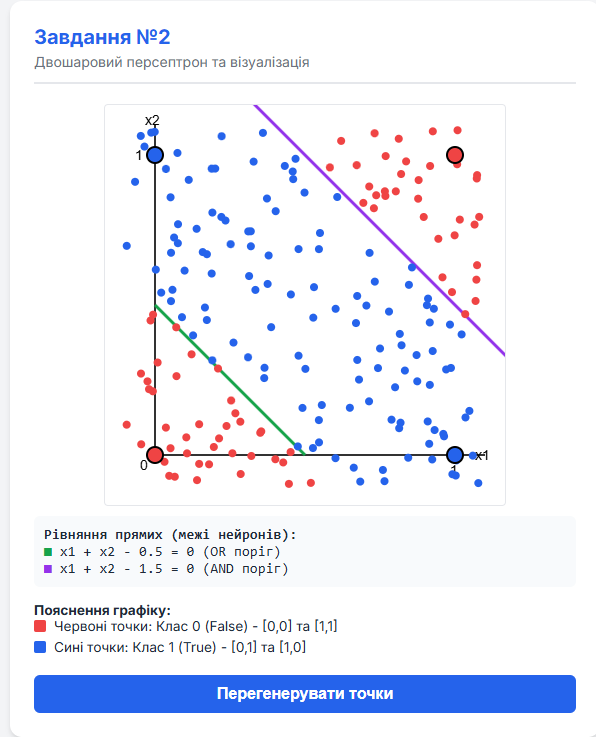 Завдання №2
Двошаровий персептрон та візуалізація
x2
1
0
1
x1
Рівняння прямих (межі нейронів):
x1 + x2 - 0.5 = 0 (OR поріг)
x1 + x2 - 1.5 = 0 (AND поріг)
Пояснення графіку:
Червоні точки: Клас 0 (False) - [0,0] та [1,1]
Сині точки: Клас 1 (True) - [0,1] та [1,0]
Перегенерувати точки